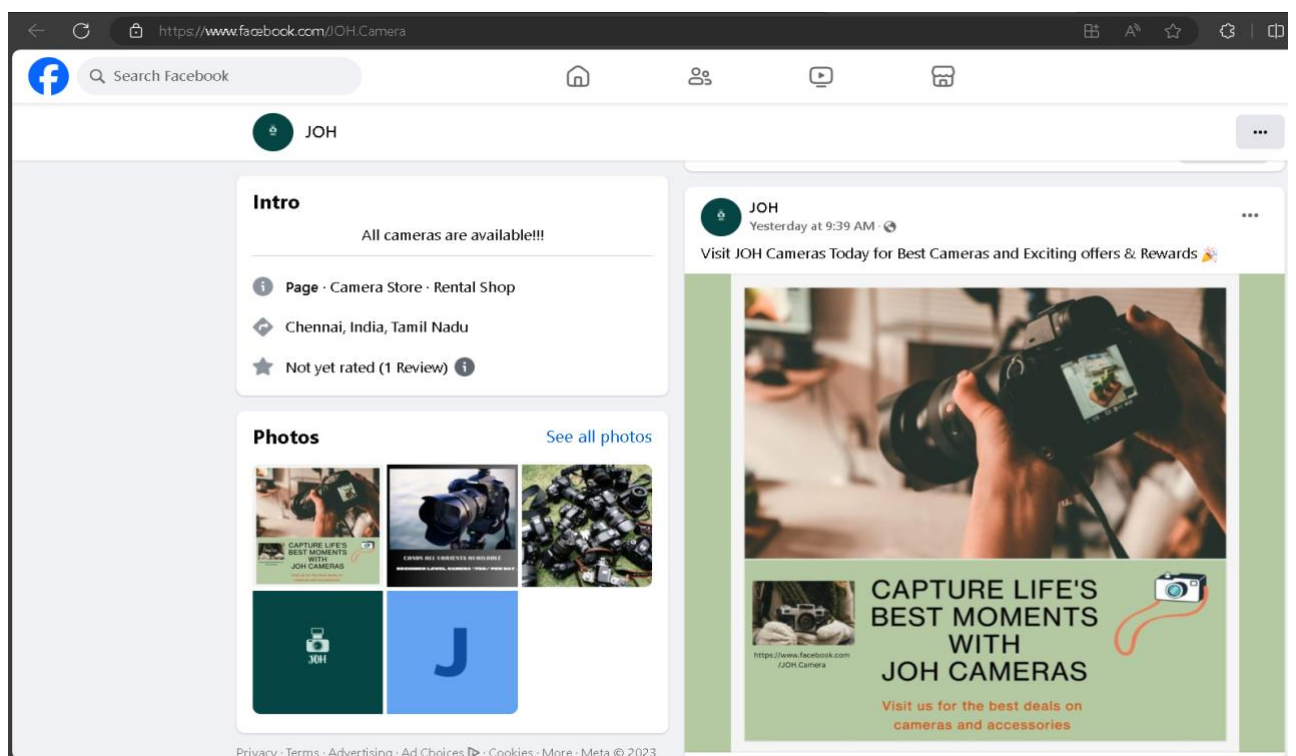 https://www.facebook.com/JOH.Camera
Search Facebook
JOH
Intro
All cameras are available!!!
Page · Camera Store · Rental Shop
Chennai, India, Tamil Nadu
Not yet rated (1 Review)
Photos
See all photos
CAPTURE LIFE'S
BEST MOMENTS
WITH
JOH CAMERAS
CANON ALL VARIENTS AVAILABLE
JOH
J
Privacy · Terms · Advertising · Ad Choices · Cookies · More · Meta © 2023
JOH
Yesterday at 9:39 AM
Visit JOH Cameras Today for Best Cameras and Exciting offers & Rewards
https://www.facebook.com
/JOH.Camera
CAPTURE LIFE'S
BEST MOMENTS
WITH
JOH CAMERAS
Visit us for the best deals on
cameras and accessories